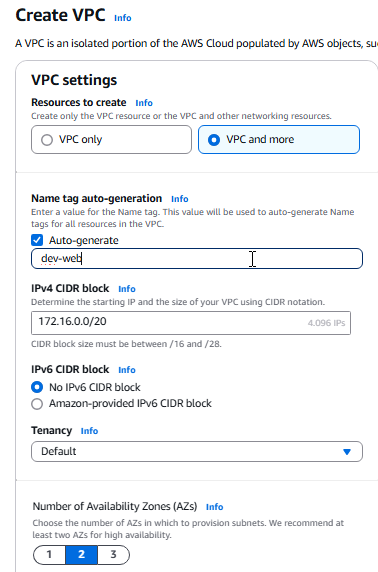 Create VPC Info
A VPC is an isolated portion of the AWS Cloud populated by AWS objects,
VPC settings
Resources to create Info
Create only the VPC resource or the VPC and other networking resources.
VPC only
VPC and more
Name tag auto-generation Info
Enter a value for the Name tag. This value will be used to auto-generate Name
tags for all resources in the VPC.
Auto-generate
dev-web
IPv4 CIDR block Info
Determine the starting IP and the size of your VPC using CIDR notation.
172.16.0.0/20 4.096 IPs
CIDR block size must be between /16 and /28.
IPv6 CIDR block Info
No IPv6 CIDR block
Amazon-provided IPv6 CIDR block
Tenancy Info
Default
Number of Availability Zones (AZs) Info
Choose the number of AZs in which to provision subnets. We recommend at
least two AZs for high availability.
1 2 3